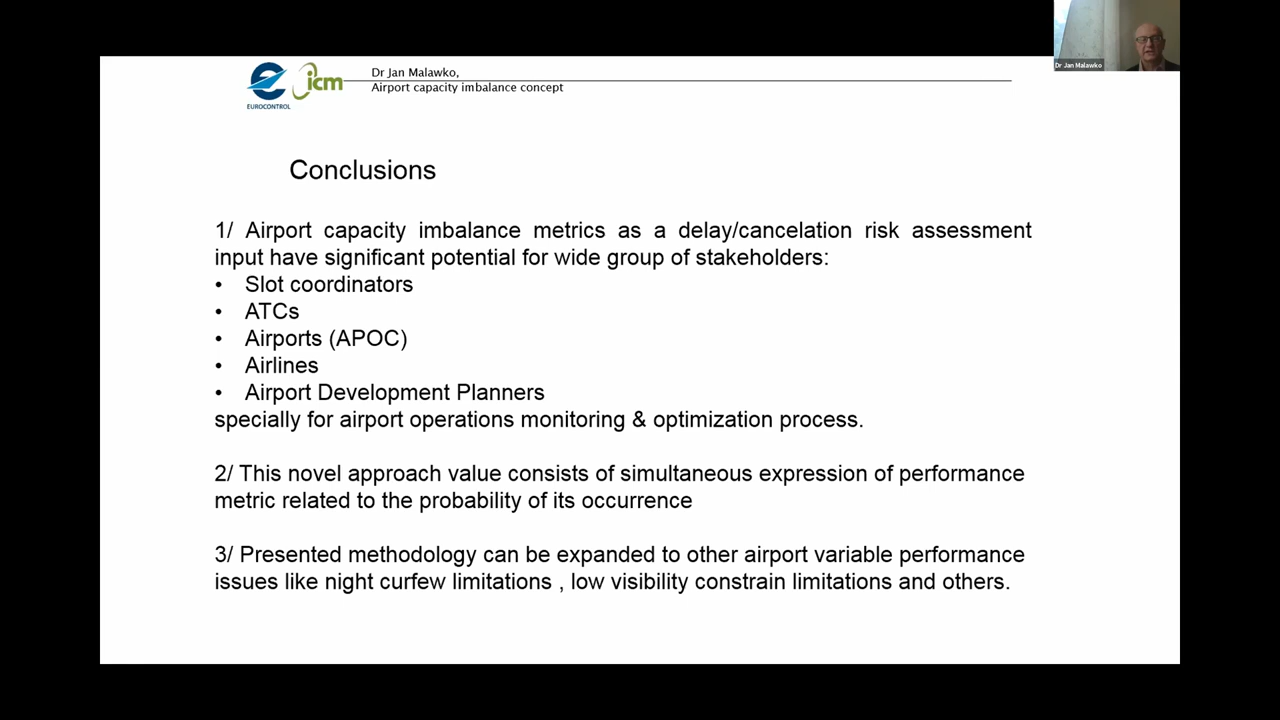 Dr Jan Malawko
EUROCONTROL
icm
Dr Jan Malawko,
Airport capacity imbalance concept
Conclusions
1/ Airport capacity imbalance metrics as a delay/cancelation risk assessment
input have significant potential for wide group of stakeholders:
• Slot coordinators
• ATCs
• Airports (APOC)
• Airlines
• Airport Development Planners
specially for airport operations monitoring & optimization process.
2/ This novel approach value consists of simultaneous expression of performance
metric related to the probability of its occurrence
3/ Presented methodology can be expanded to other airport variable performance
issues like night curfew limitations , low visibility constrain limitations and others.